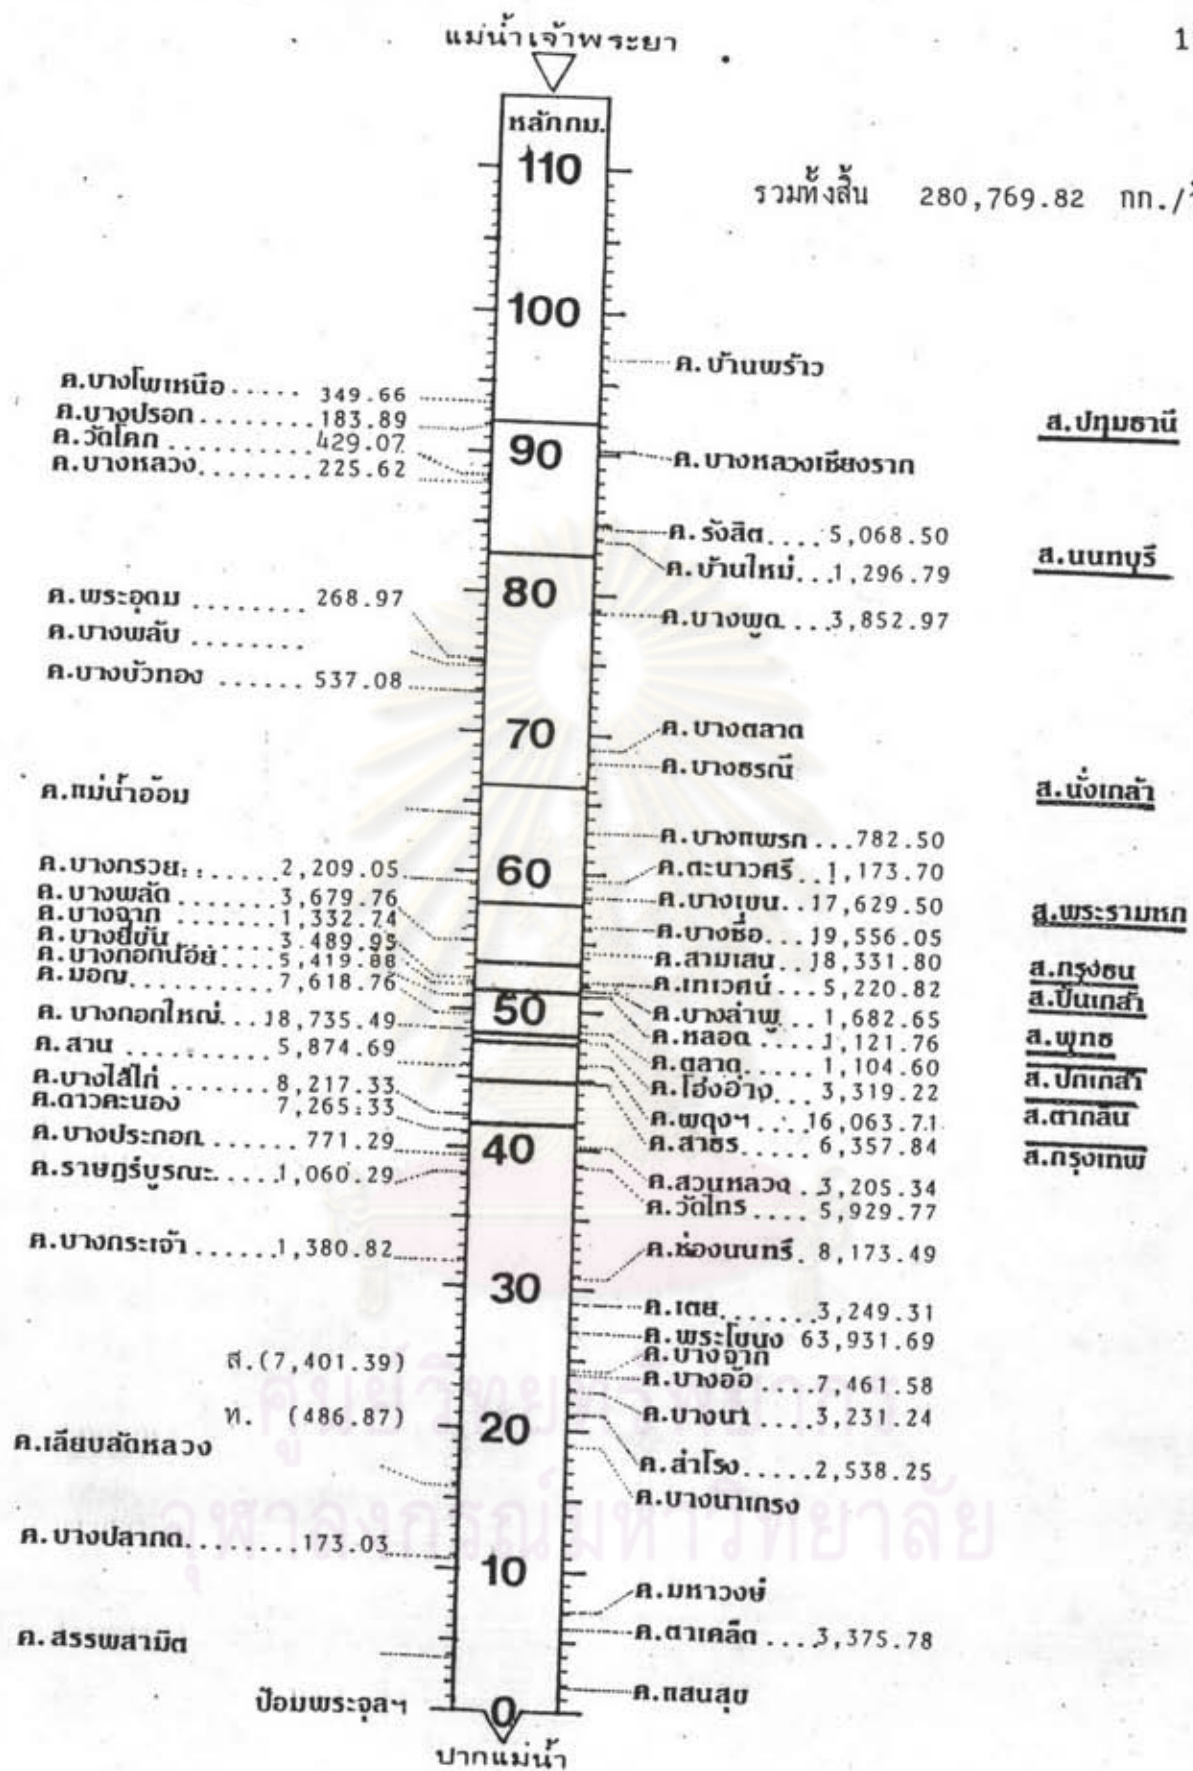 แม่น้ำเจ้าพระยา
1
หลักกม.
110
รวมทั้งสิ้น 280,769.82 กก./
100
ค.บ้านพร้าว
ค.บางโพเหนือ..... 349.66
ค.บางปรอก........183.89
ค.วัดโคก..........429.07
ค.บางหลวง........225.62
ส.ปทุมธานี
90
ค.บางหลวงเชียงราก
ค.รังสิต....5,068.50
ค.บ้านใหม่...1,296.79
ส.นนทบุรี
80
ค.พระอุดม ........ 268.97
ค.บางพูด....3,852.97
ค.บางพลับ ........
ค.บางบัวทอง ...... 537.08
70
ค.บางตลาด
ค.บางธรณี
ค.แม่น้ำอ้อม
ส.นั่งเกล้า
ค.บางแพรก...782.50
60
ค.บางกรวย.......2,209.05
ค.ตะนาวศรี..1,173.70
ค.บางพลัด.......3,679.76
ค.บางเขน..17,629.50
ค.บางจาก.......1,332.74
ส.พระรามหก
ค.บางยี่ขัน.....3.489.95
ค.บางซื่อ...19,556.05
ค.บางกอกน้อย....5,419.88
ค.สามเสน ..18,331.80
ส.กรุงธน
ค.มอญ..........7,618.76
ค.เทเวศน์...5,220.82
ส.ปิ่นเกล้า
50
ค. บางกอกใหญ่...18,735.49
ค.บางลำพู...1,682.65
ค.หลอด.....1,121.76
ส.พุทธ
ค.สาน .........5,874.69
ค.ตลาด.....1,104.60
ค.บางไส้ไก่ ......8,217.33
ค.โอ่งอ่าง...3,319.22
ส.ปกเกล้า
ค.ดาวคะนอง 7,265.33
ค.ผดุงฯ...16,063.71
ส.ตากสิน
ค.บางประกอก.......771.29
40
ค.สาธร.....6,357.84
ส.กรุงเทพ
ค.ราษฎร์บูรณะ.....1,060.29
ค.สวนหลวง..3,205.34
ค.วัดไทร....5,929.77
ค.บางกระเจ้า......1,380.82
ค.ช่องนนทรี.8,173.49
30
ค.เตย.......3,249.31
ค.พระโขนง 63,931.69
ค.บางจาก
ส.(7,401.39)
ค.บางอ้อ....7,461.58
ท. (486.87)
ค.บางนา....3,231.24
20
ค.เลียบลัดหลวง
ค.สำโรง.....2,538.25
ค.บางนาเกรง
ศูนย์วิทยทรัพยากร
จุฬาลงกรณ์มหาวิทยาลัย
ค.บางปลากด........173.03
10
ค.มหาวงษ์
ค.ตาเคล็ด....3,375.78
ค.สรรพสามิต
ค.แสนสุข
ป้อมพระจุลฯ
0
ปากแม่น้ำ